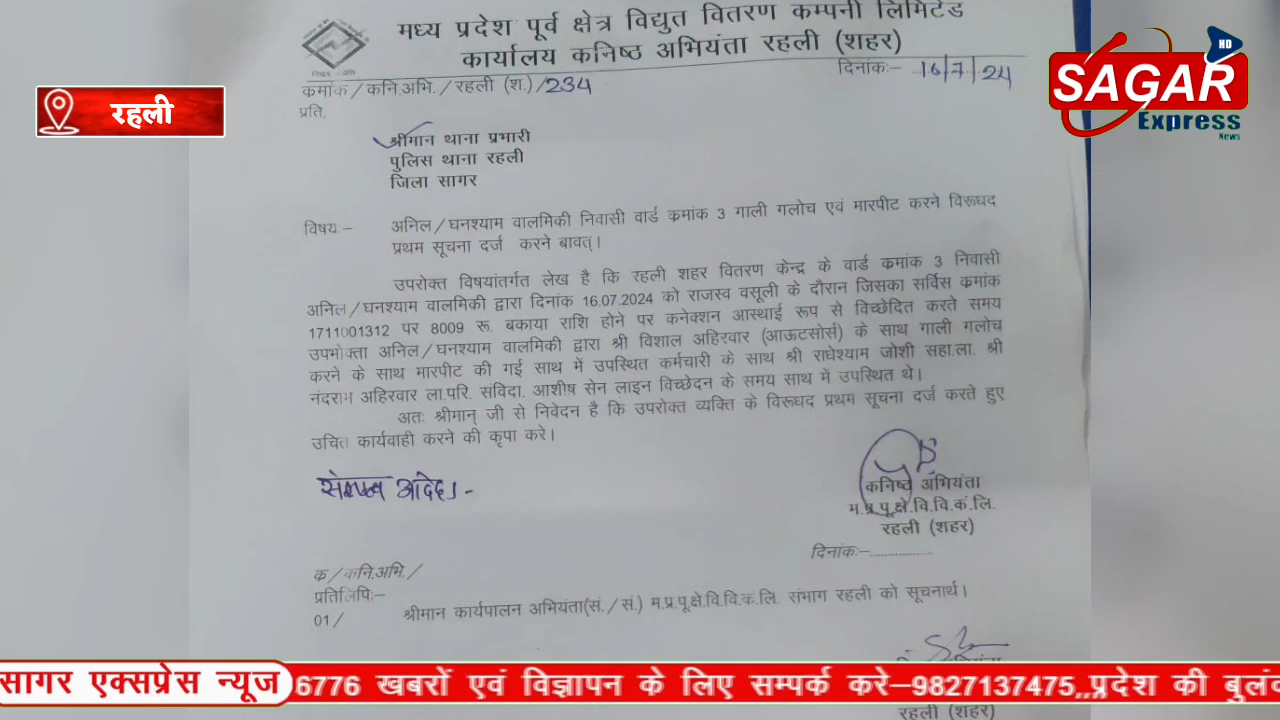 मध्य प्रदेश पूर्व क्षेत्र विद्युत वितरण कम्पनी लिमिटेड
कार्यालय कनिष्ठ अभियंता रहली (शहर)
दिनांकः– 16/7/24
कमांक/कनि.अभि./रहली (श.)/234
प्रति,
श्रीमान थाना प्रभारी
पुलिस थाना रहली
जिला सागर
विषयः– अनिल/घनश्याम वालमिकी निवासी वार्ड कमांक 3 गाली गलोच एवं मारपीट करने विरूघद
प्रथम सूचना दर्ज करने बावत्।
उपरोक्त विषयांतर्गत लेख है कि रहली शहर वितरण केन्द्र के वार्ड कमांक 3 निवासी
अनिल/घनश्याम वालमिकी द्वारा दिनांक 16.07.2024 को राजस्व वसूली के दौरान जिसका सर्विस कमांक
1711001312 पर 8009 रू. बकाया राशि होने पर कनेक्शन आस्थाई रूप से विच्छेदित करते समय
उपभोक्ता अनिल/घनश्याम वालमिकी द्वारा श्री विशाल अहिरवार (आऊटसोर्स) के साथ गाली गलोच
करने के साथ मारपीट की गई साथ में उपस्थित कर्मचारी के साथ श्री राधेश्याम जोशी सहा.ला. श्री
नंदराम अहिरवार ला.परि. संविदा. आशीष सेन लाइन विच्छेदन के समय साथ में उपस्थित थे।
अतः श्रीमान् जी से निवेदन है कि उपरोक्त व्यक्ति के विरूघद प्रथम सूचना दर्ज करते हुए
उचित कार्यवाही करने की कृपा करे।
कनिष्ठ अभियंता
म.प्र.पू.क्षे.वि.वि.कं.लि.
रहली (शहर)
दिनांकः–................
क/कनि.अभि./
प्रतिलिपिः–
01/ श्रीमान कार्यपालन अभियंता(सं./सं.) म.प्र.पू.क्षे.वि.वि.क.लि. संभाग रहली को सूचनार्थ।
रहली (शहर)
रहली
HD
SAGAR
Express
News
सागर एक्सप्रेस न्यूज
6776 खबरों एवं विज्ञापन के लिए सम्पर्क करे–9827137475,,,प्रदेश की बुलंद